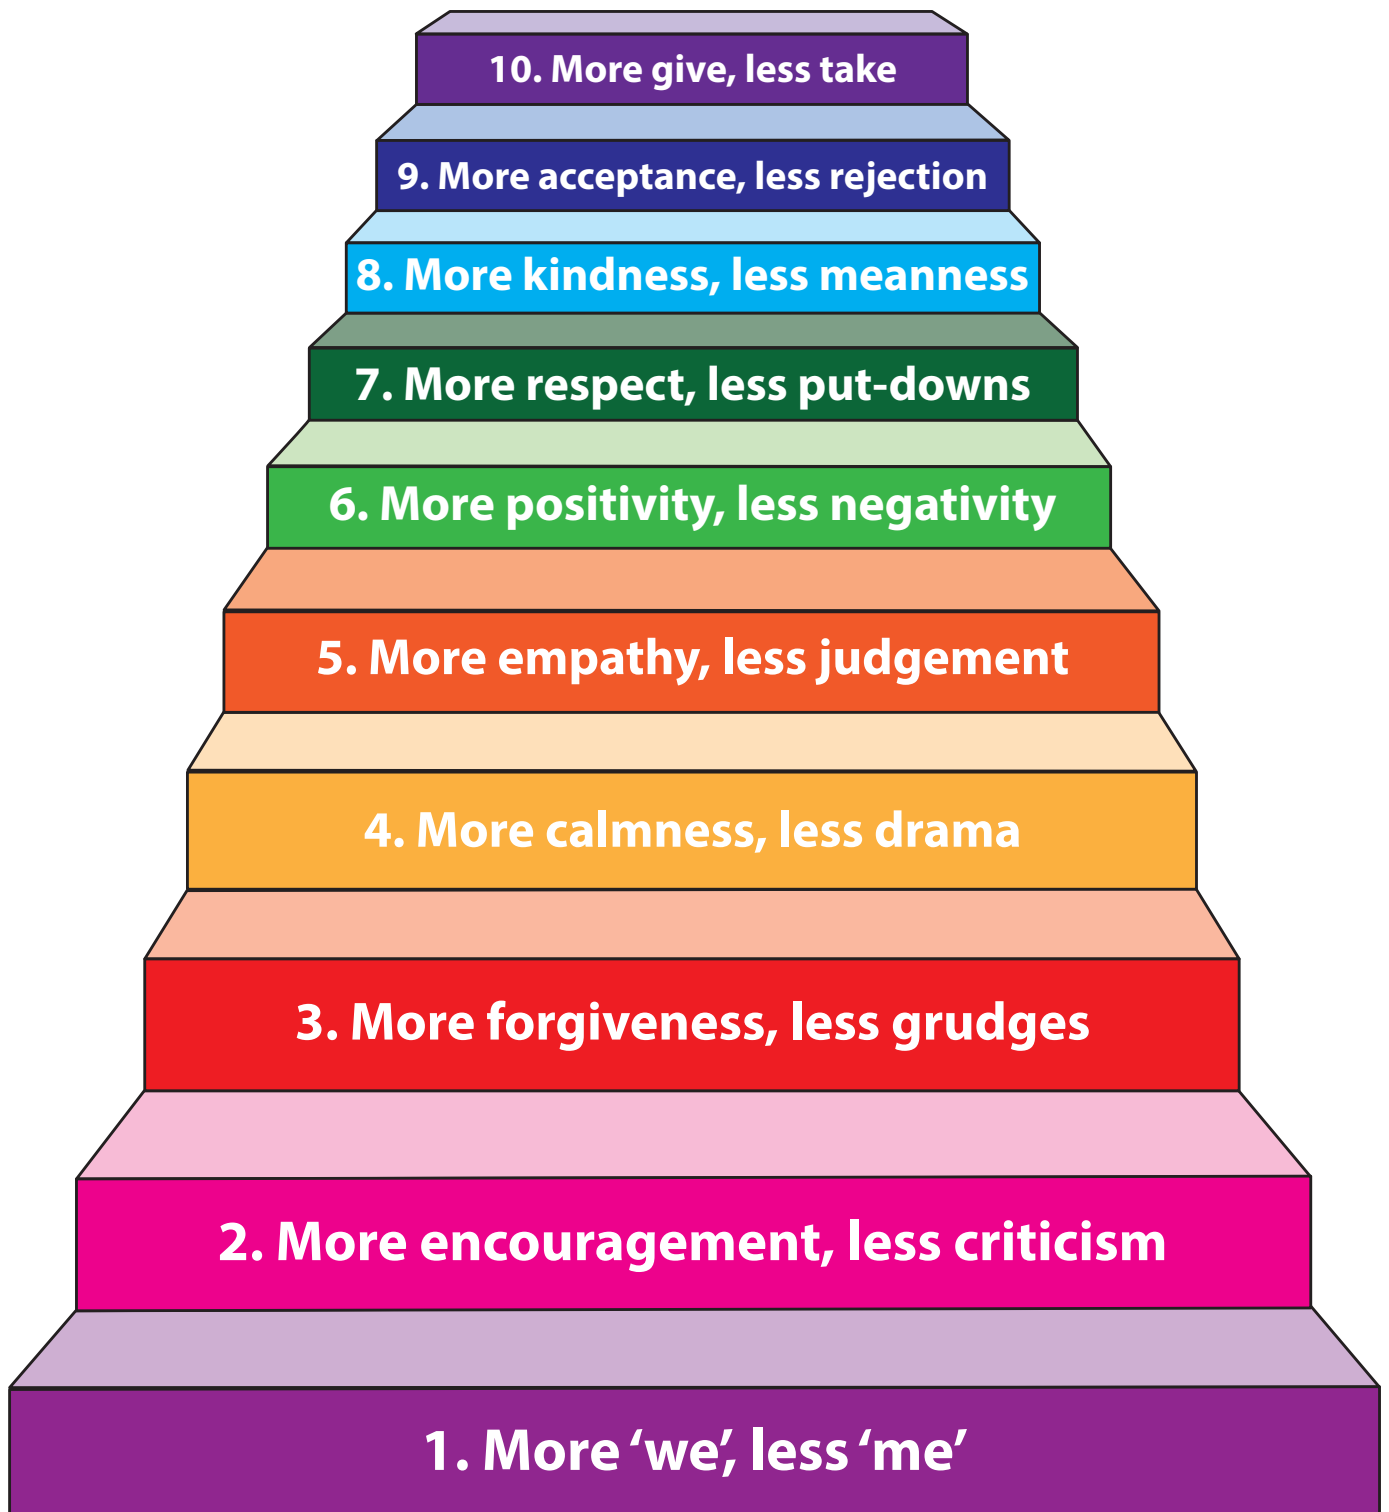 10. More give, less take
9. More acceptance, less rejection
8. More kindness, less meanness
7. More respect, less put-downs
6. More positivity, less negativity
5. More empathy, less judgement
4. More calmness, less drama
3. More forgiveness, less grudges
2. More encouragement, less criticism
1. More ‘we’, less ‘me’